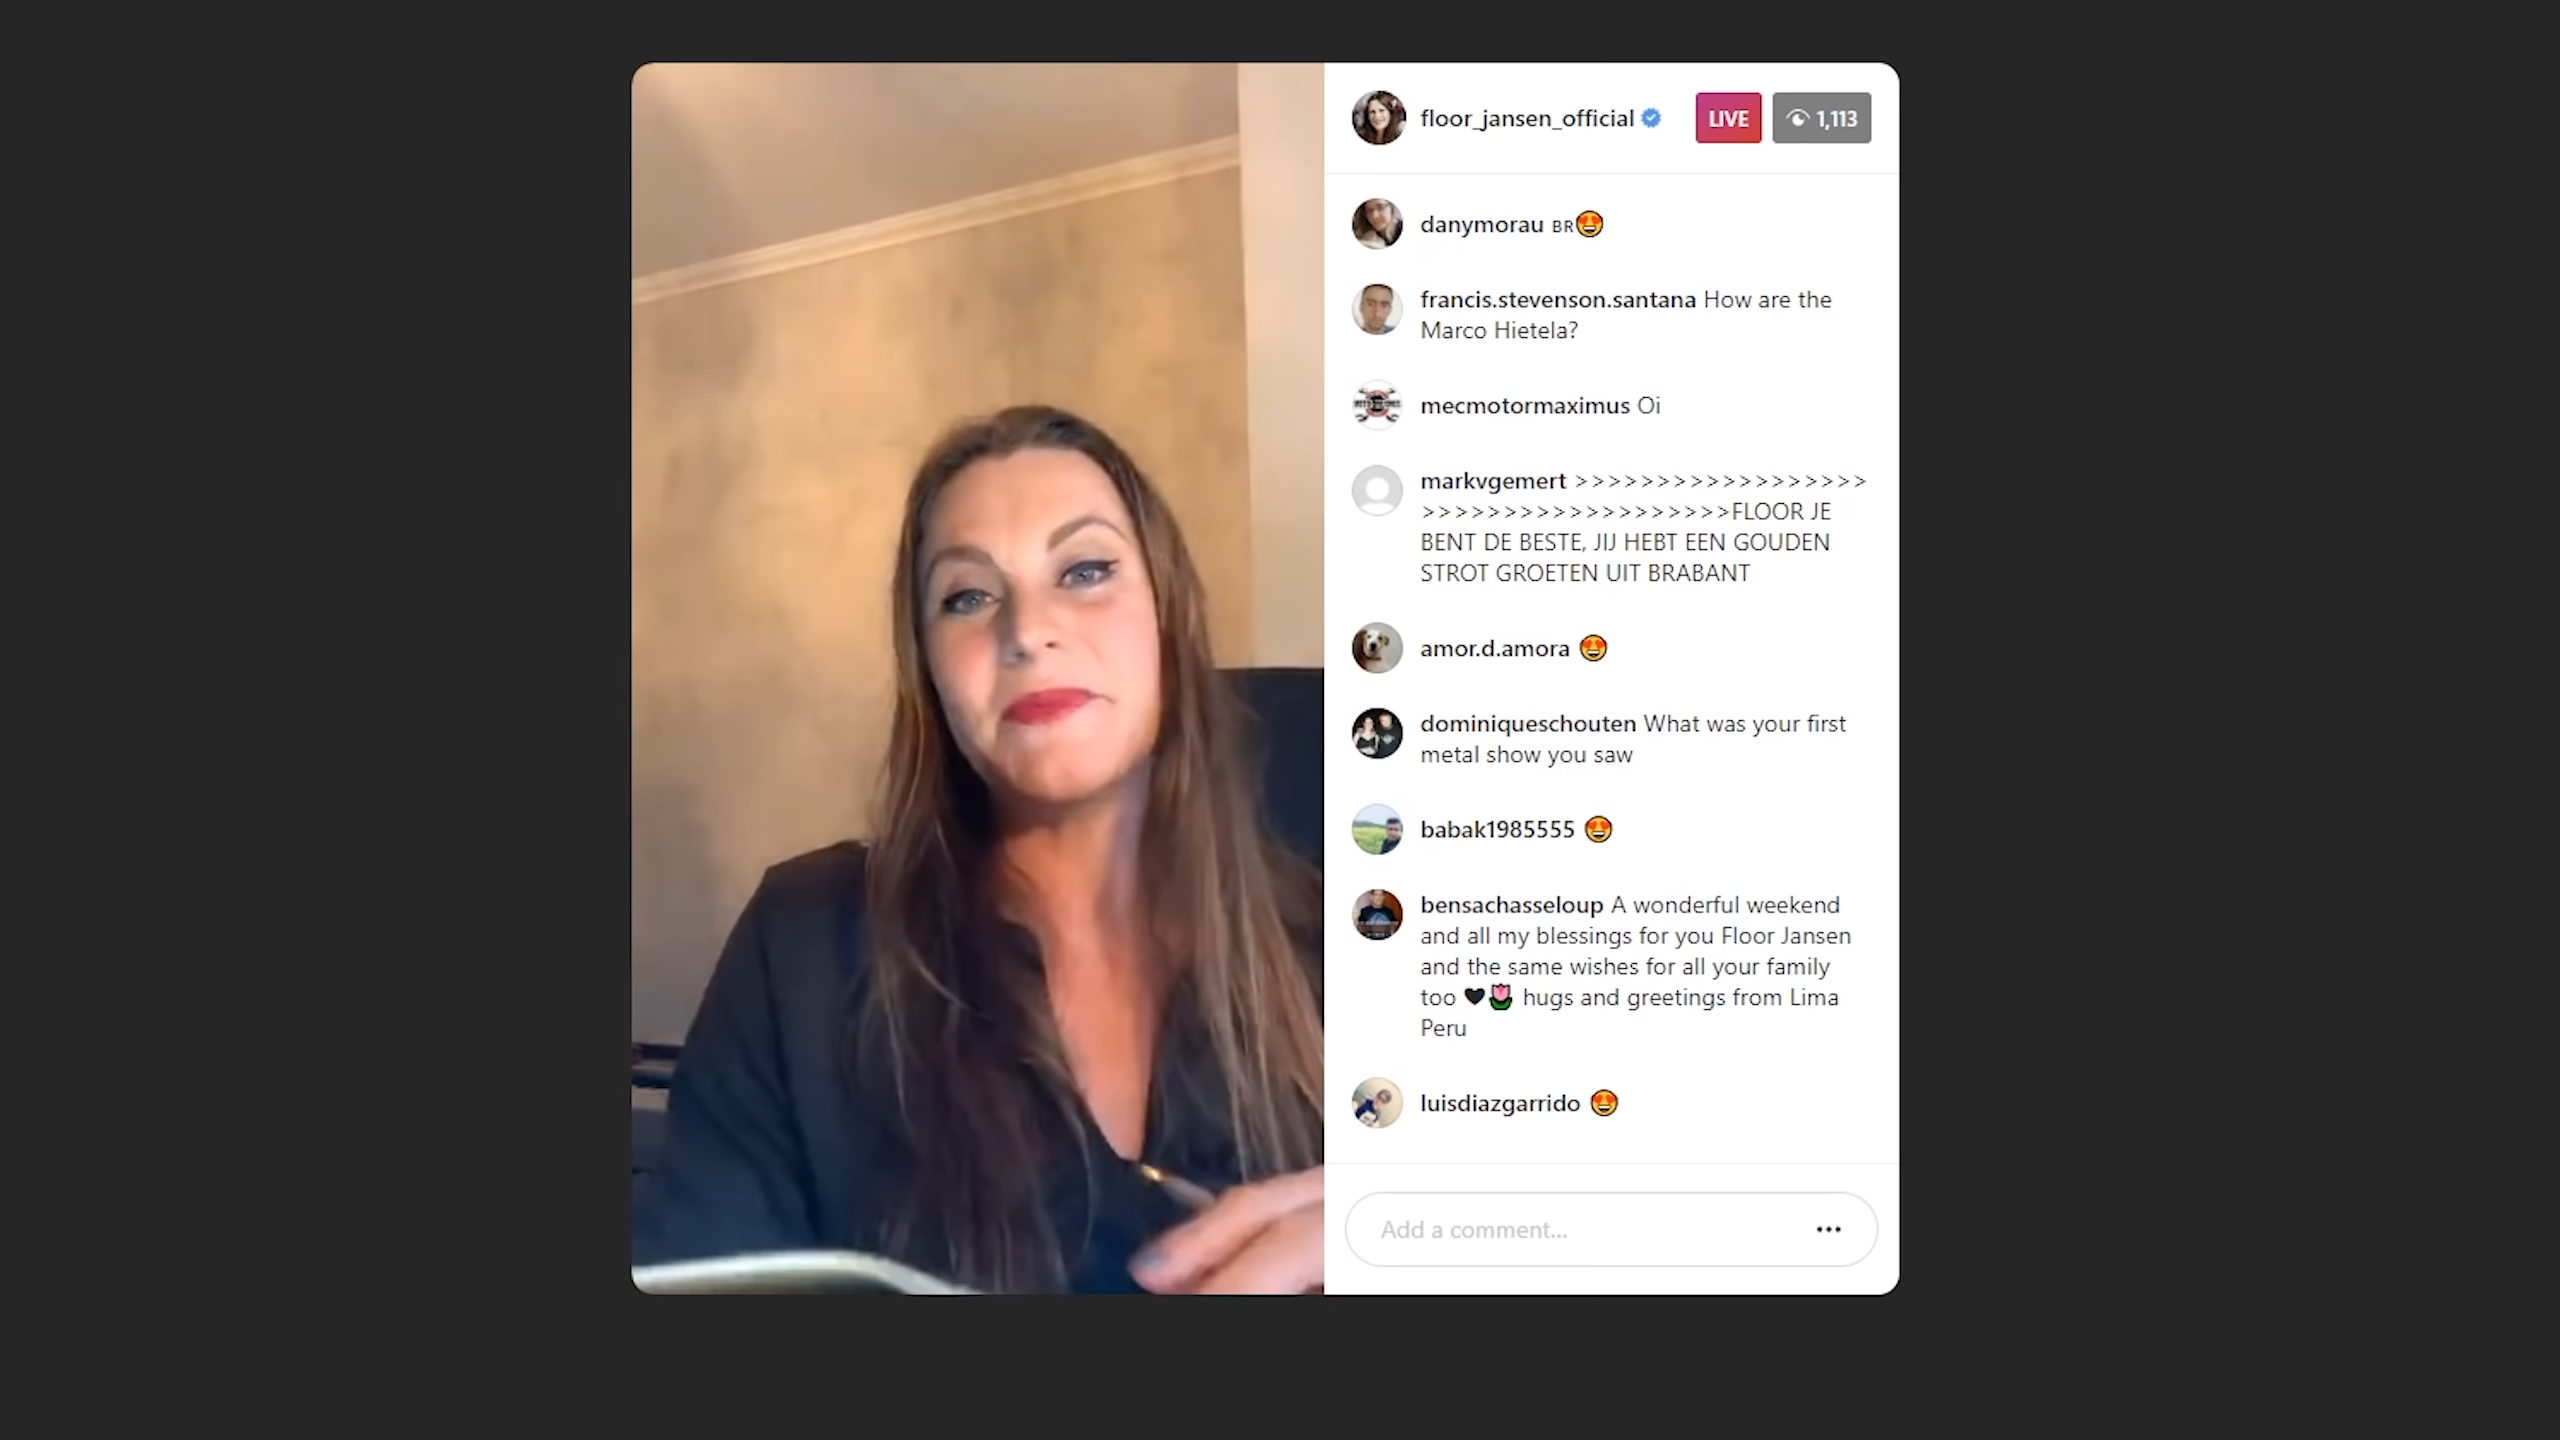 floor_jansen_official LIVE 1,113
danymorau BR😍
francis.stevenson.santana How are the
Marco Hietela?
mecmotormaximus Oi
markvgemert >>>>>>>>>>>>>>>>>>
>>>>>>>>>>>>>>>>>>>FLOOR JE
BENT DE BESTE, JIJ HEBT EEN GOUDEN
STROT GROETEN UIT BRABANT
amor.d.amora 😍
dominiqueschouten What was your first
metal show you saw
babak1985555 😍
bensachasseloup A wonderful weekend
and all my blessings for you Floor Jansen
and the same wishes for all your family
too 🖤🌷 hugs and greetings from Lima
Peru
luisdiazgarrido 😍
Add a comment...